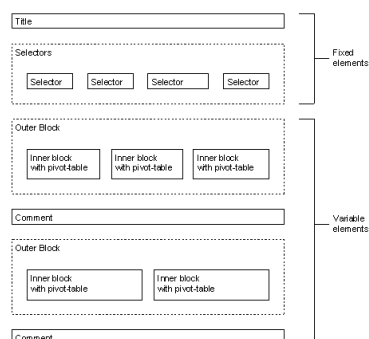 Title
Selectors
Selector Selector Selector Selector
Fixed
elements
Outer Block
Inner block
with pivot-table
Inner block
with pivot-table
Inner block
with pivot-table
Comment
Variable
elements
Outer Block
Inner block
with pivot-table
Inner block
with pivot-table
Comment